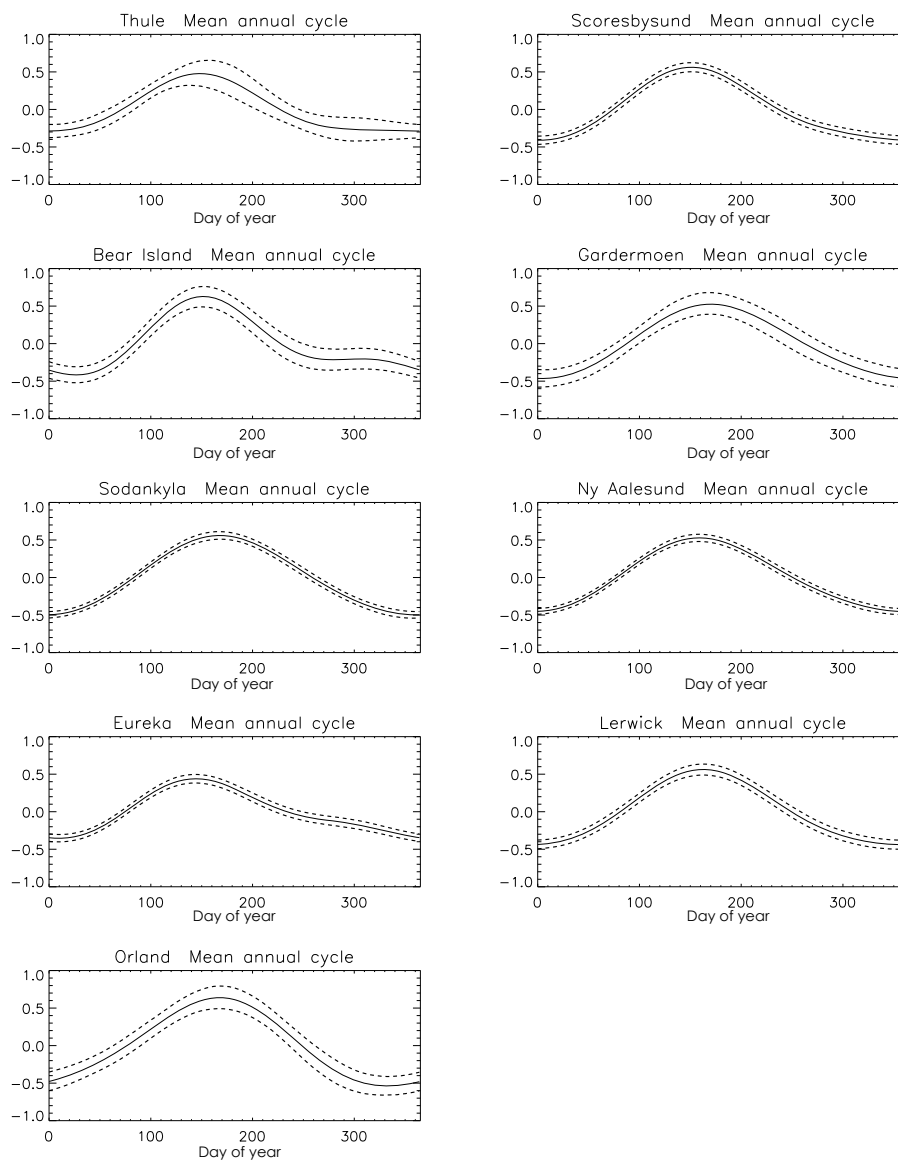 Thule Mean annual cycle
1.0
0.5
0.0
−0.5
−1.0
0 100 200 300
Day of year
Scoresbysund Mean annual cycle
1.0
0.5
0.0
−0.5
−1.0
0 100 200 300
Day of year
Bear Island Mean annual cycle
1.0
0.5
0.0
−0.5
−1.0
0 100 200 300
Day of year
Gardermoen Mean annual cycle
1.0
0.5
0.0
−0.5
−1.0
0 100 200 300
Day of year
Sodankyla Mean annual cycle
1.0
0.5
0.0
−0.5
−1.0
0 100 200 300
Day of year
Ny Aalesund Mean annual cycle
1.0
0.5
0.0
−0.5
−1.0
0 100 200 300
Day of year
Eureka Mean annual cycle
1.0
0.5
0.0
−0.5
−1.0
0 100 200 300
Day of year
Lerwick Mean annual cycle
1.0
0.5
0.0
−0.5
−1.0
0 100 200 300
Day of year
Orland Mean annual cycle
1.0
0.5
0.0
−0.5
−1.0
0 100 200 300
Day of year